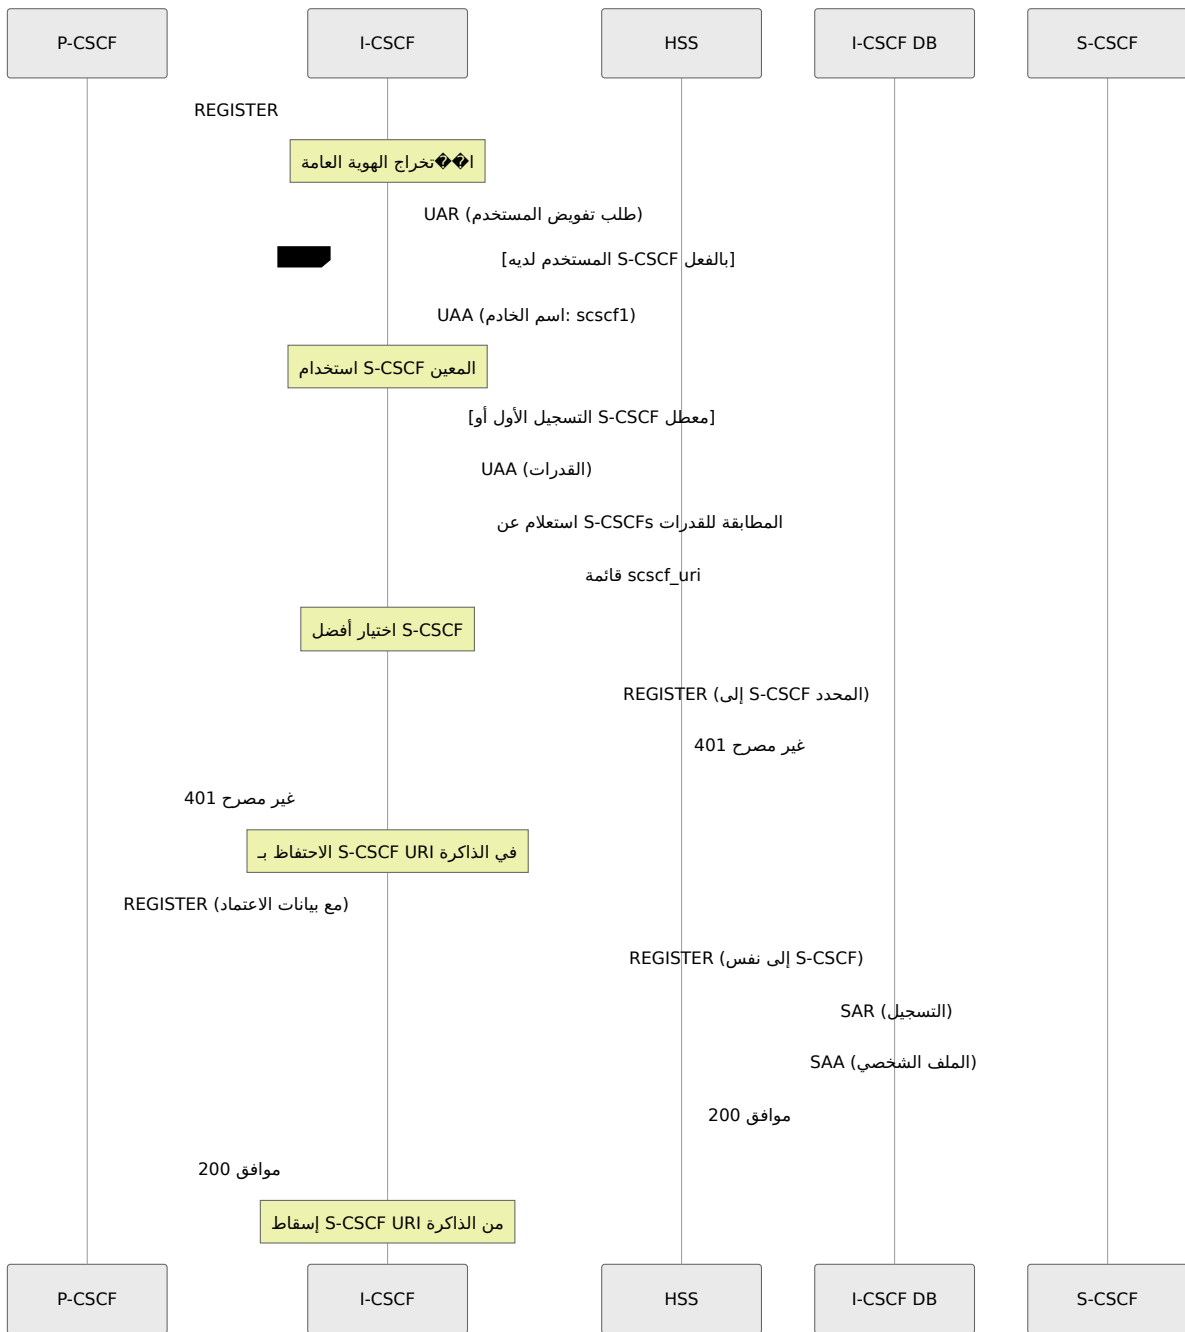 P-CSCF
I-CSCF
HSS
I-CSCF DB
S-CSCF
REGISTER
الهوية العامة
UAR (طلب تفويض المستخدم)
[المستخدم لديه S-CSCF بالفعل]
UAA (اسم الخادم: scscf1)
استخدام S-CSCF المعين
[التسجيل الأول أو S-CSCF معطل]
UAA (القدرات)
استعلام عن S-CSCFs المطابقة للقدرات
قائمة scscf_uri
اختيار أفضل S-CSCF
REGISTER (إلى S-CSCF المحدد)
401 غير مصرح
401 غير مصرح
الاحتفاظ بـ S-CSCF URI في الذاكرة
REGISTER (مع بيانات الاعتماد)
REGISTER (إلى نفس S-CSCF)
SAR (التسجيل)
SAA (الملف الشخصي)
200 موافق
200 موافق
إسقاط S-CSCF URI من الذاكرة
P-CSCF
I-CSCF
HSS
I-CSCF DB
S-CSCF